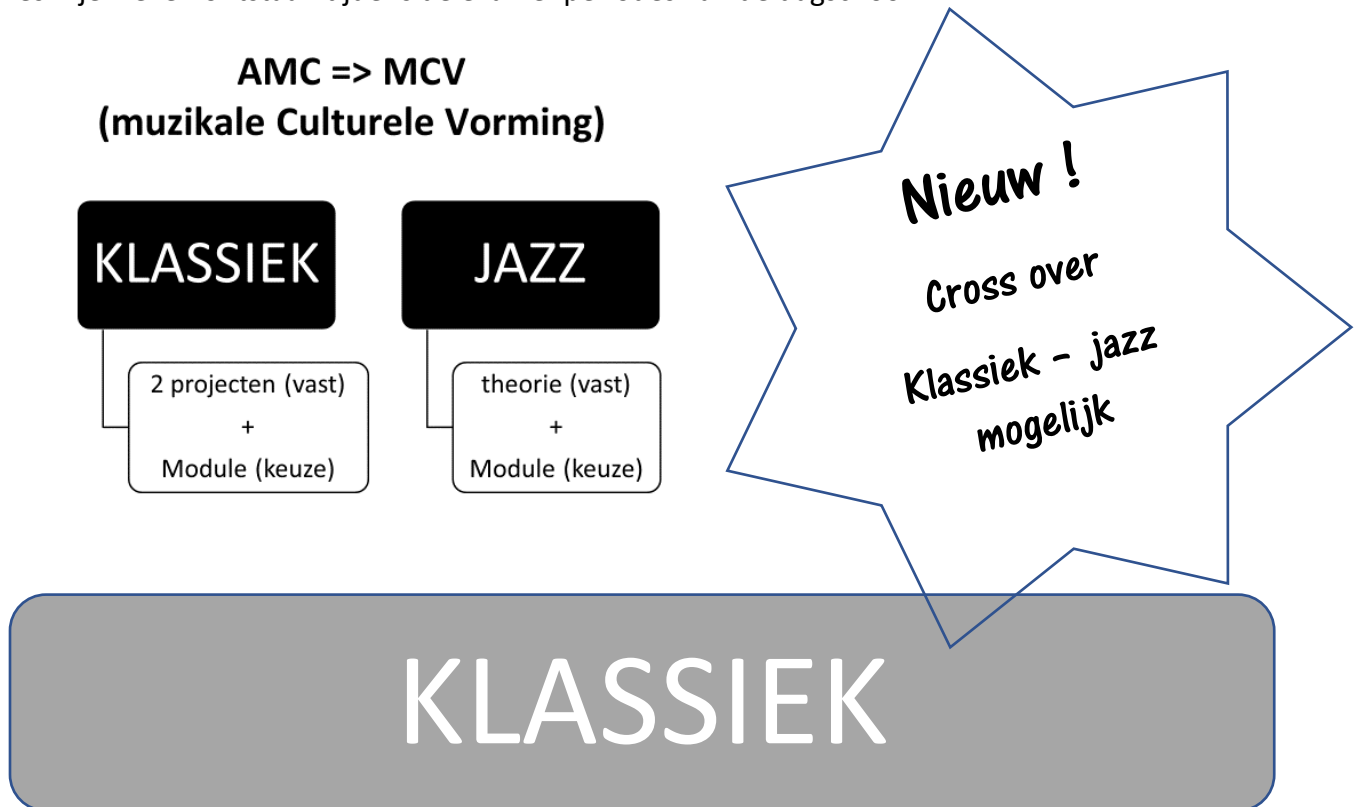 AMC => MCV
(muzikale Culturele Vorming)
KLASSIEK
2 projecten (vast)
+
Module (keuze)
JAZZ
theorie (vast)
+
Module (keuze)
Nieuw !
Cross over
Klassiek – jazz
mogelijk
KLASSIEK